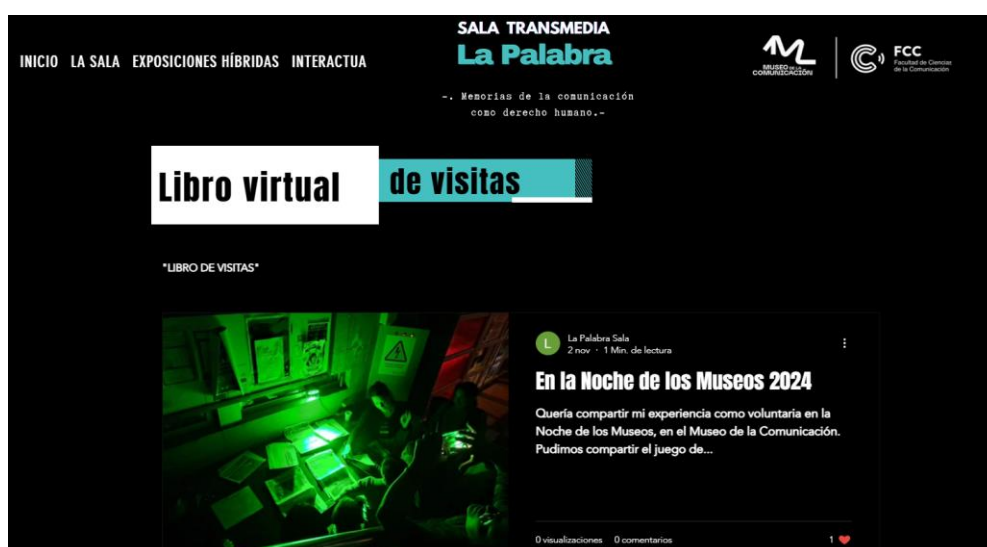 INICIO LA SALA EXPOSICIONES HÍBRIDAS INTERACTUA
SALA TRANSMEDIA
La Palabra
-. Memorias de la comunicación
como derecho humano.-
MUSEO DE LA
COMUNICACIÓN
FCC
Facultad de Ciencias
de la Comunicación
Libro virtual de visitas
"LIBRO DE VISITAS"
L
La Palabra Sala
2 nov · 1 Min. de lectura
En la Noche de los Museos 2024
Quería compartir mi experiencia como voluntaria en la
Noche de los Museos, en el Museo de la Comunicación.
Pudimos compartir el juego de...
0 visualizaciones 0 comentarios 1